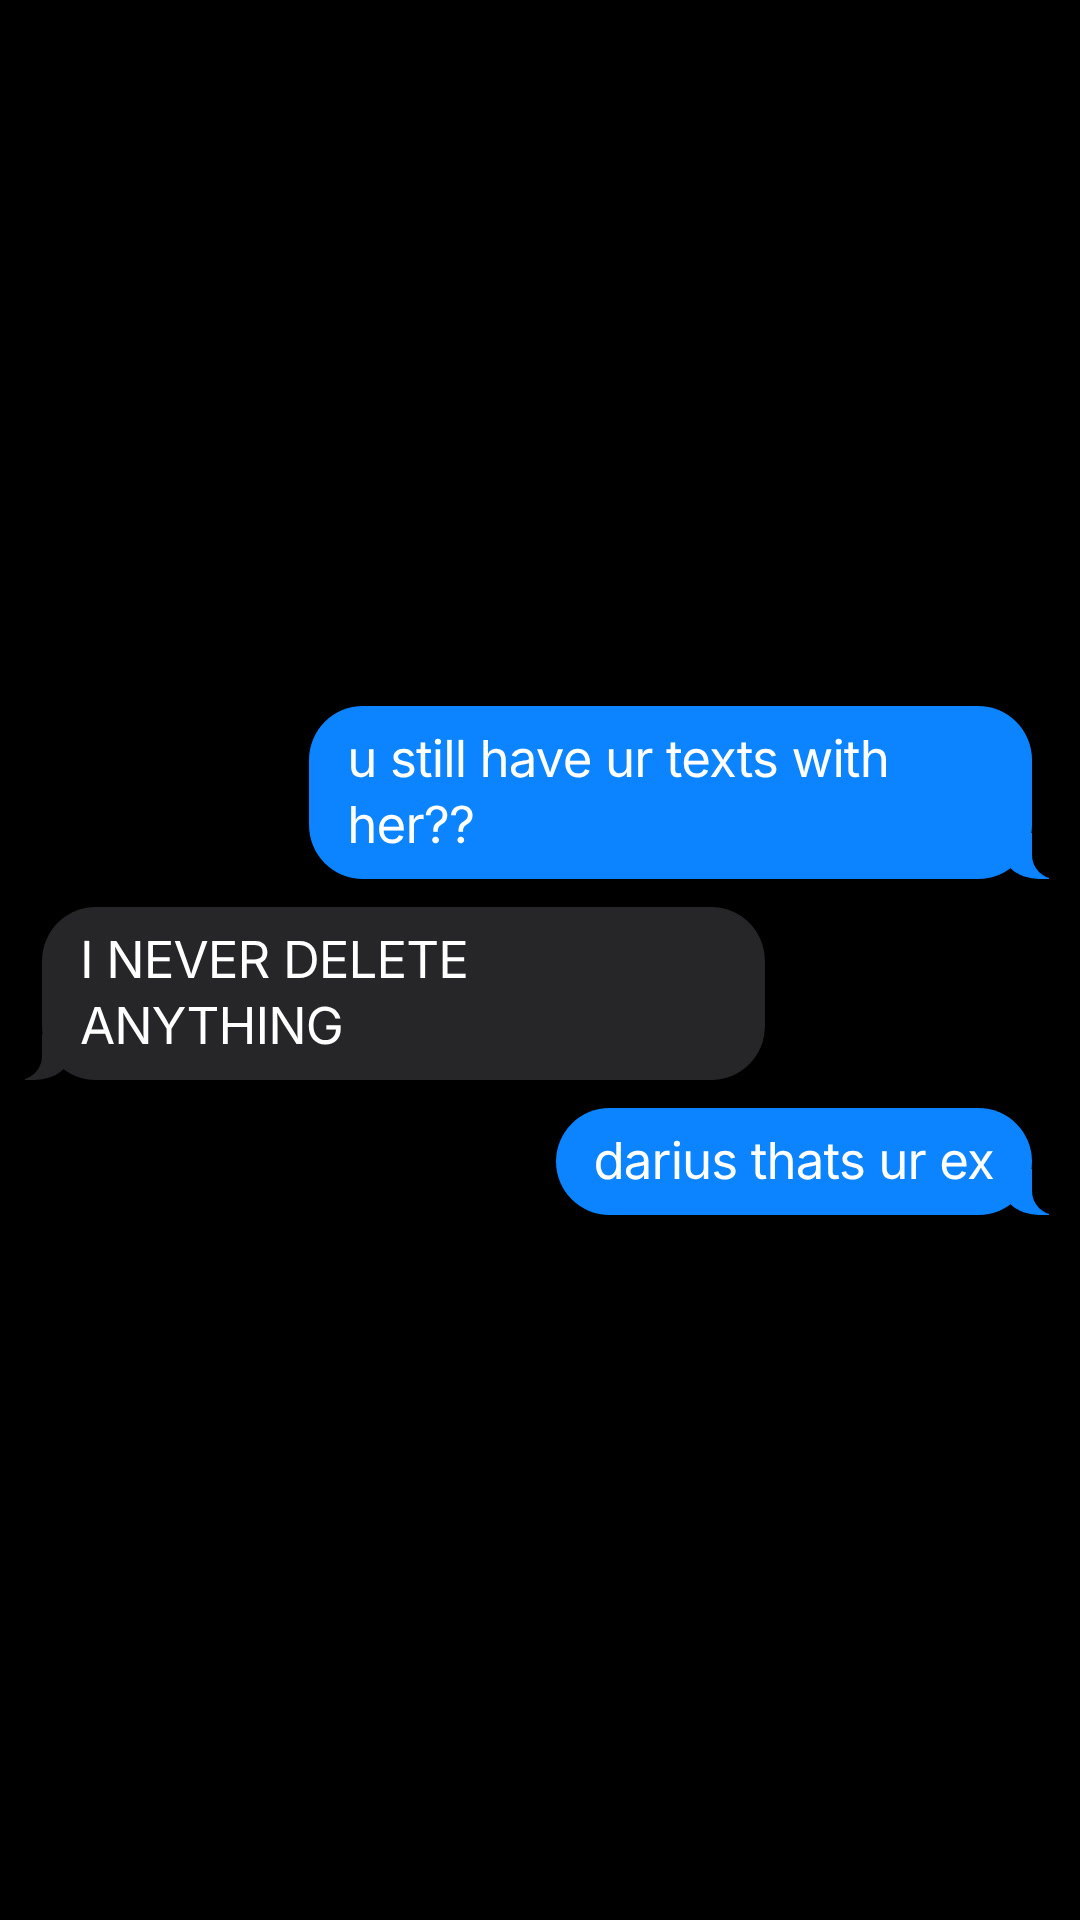 u still have ur texts with
her??
I NEVER DELETE
ANYTHING
darius thats ur ex